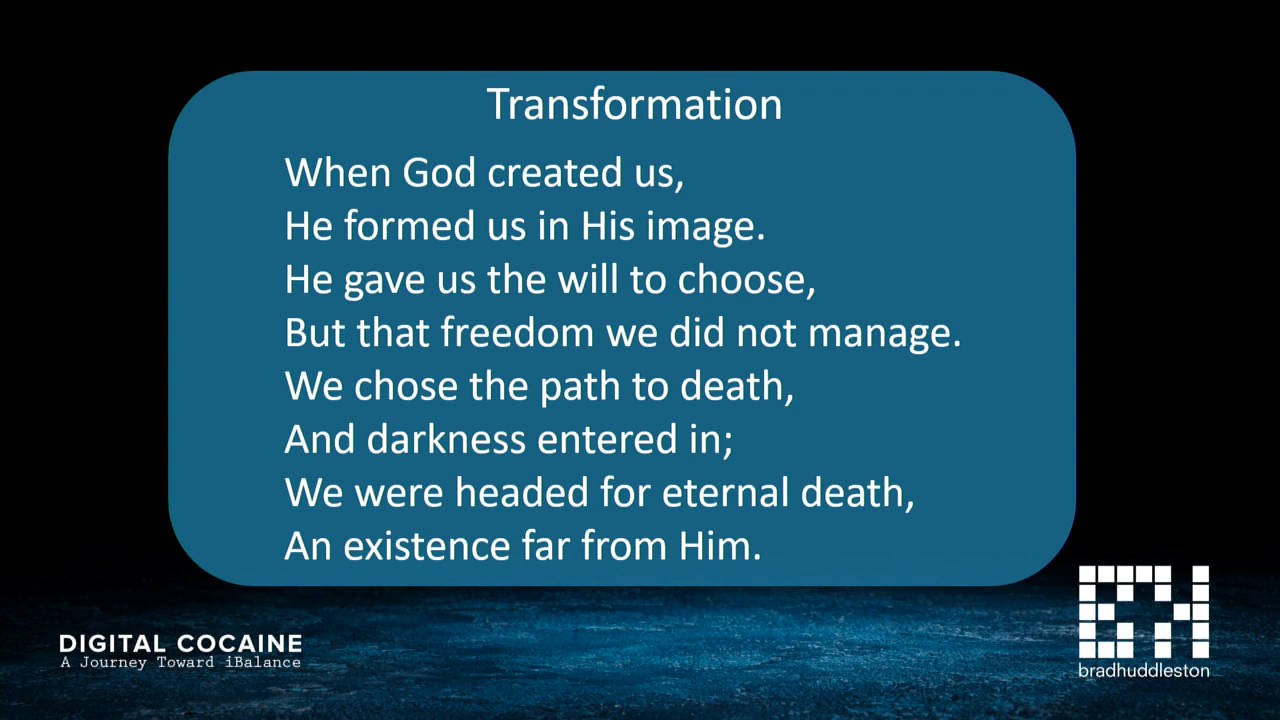 Transformation
When God created us,
He formed us in His image.
He gave us the will to choose,
But that freedom we did not manage.
We chose the path to death,
And darkness entered in;
We were headed for eternal death,
An existence far from Him.
DIGITAL COCAINE
A Journey Toward iBalance
bradhuddleston